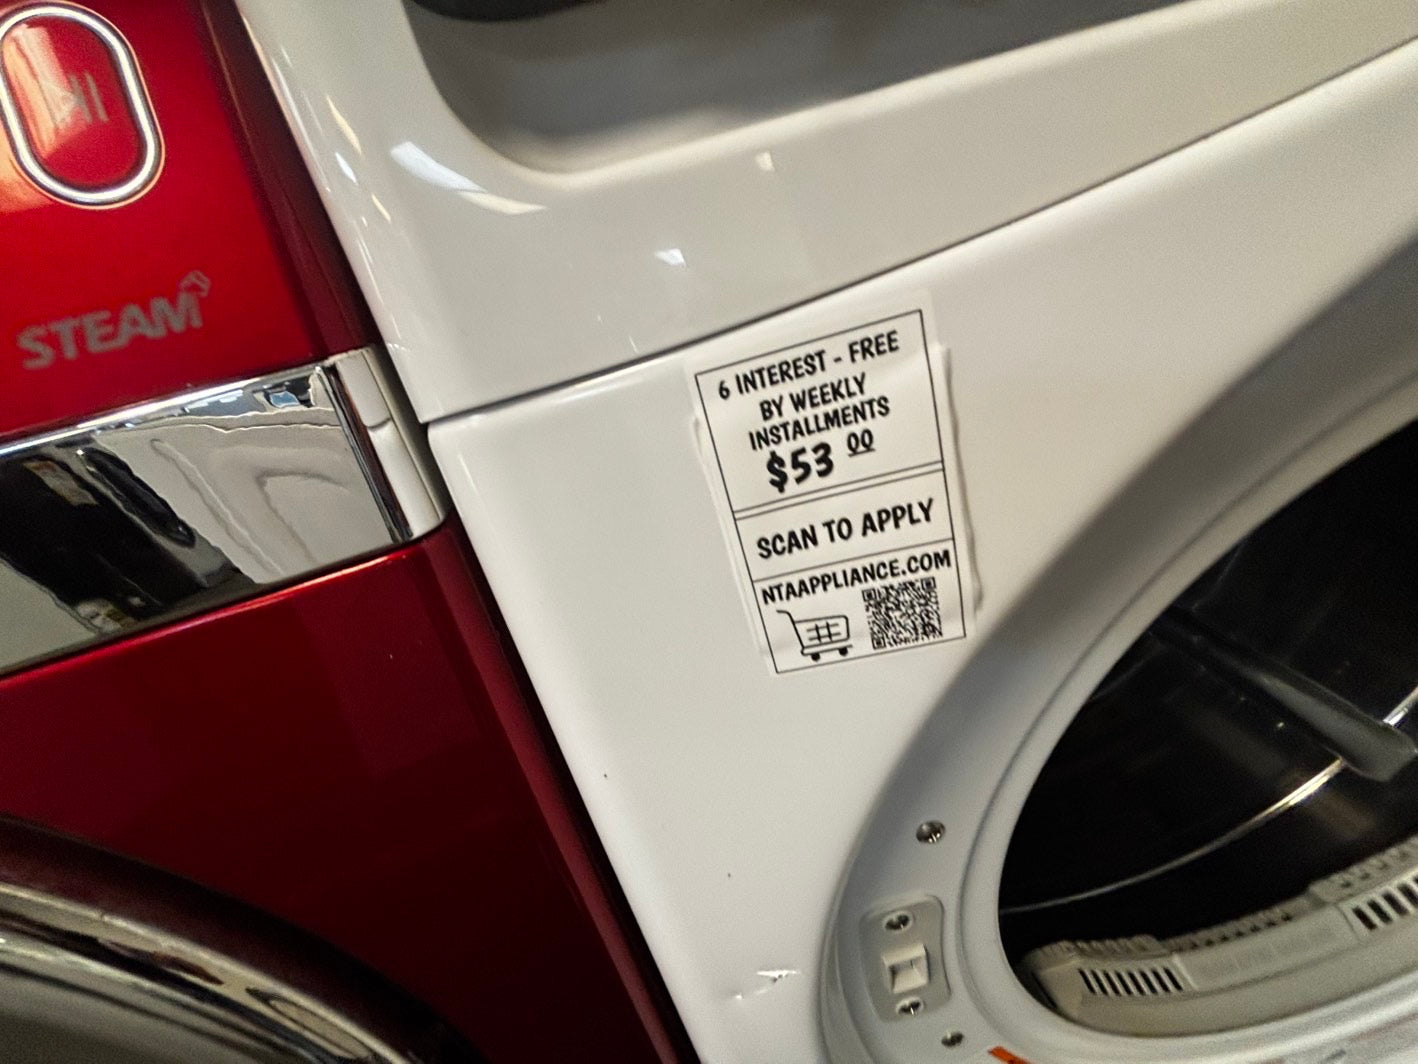 STEAM
6 INTEREST - FREE
BY WEEKLY
INSTALLMENTS
$53 00
SCAN TO APPLY
NTAAPPLIANCE.COM